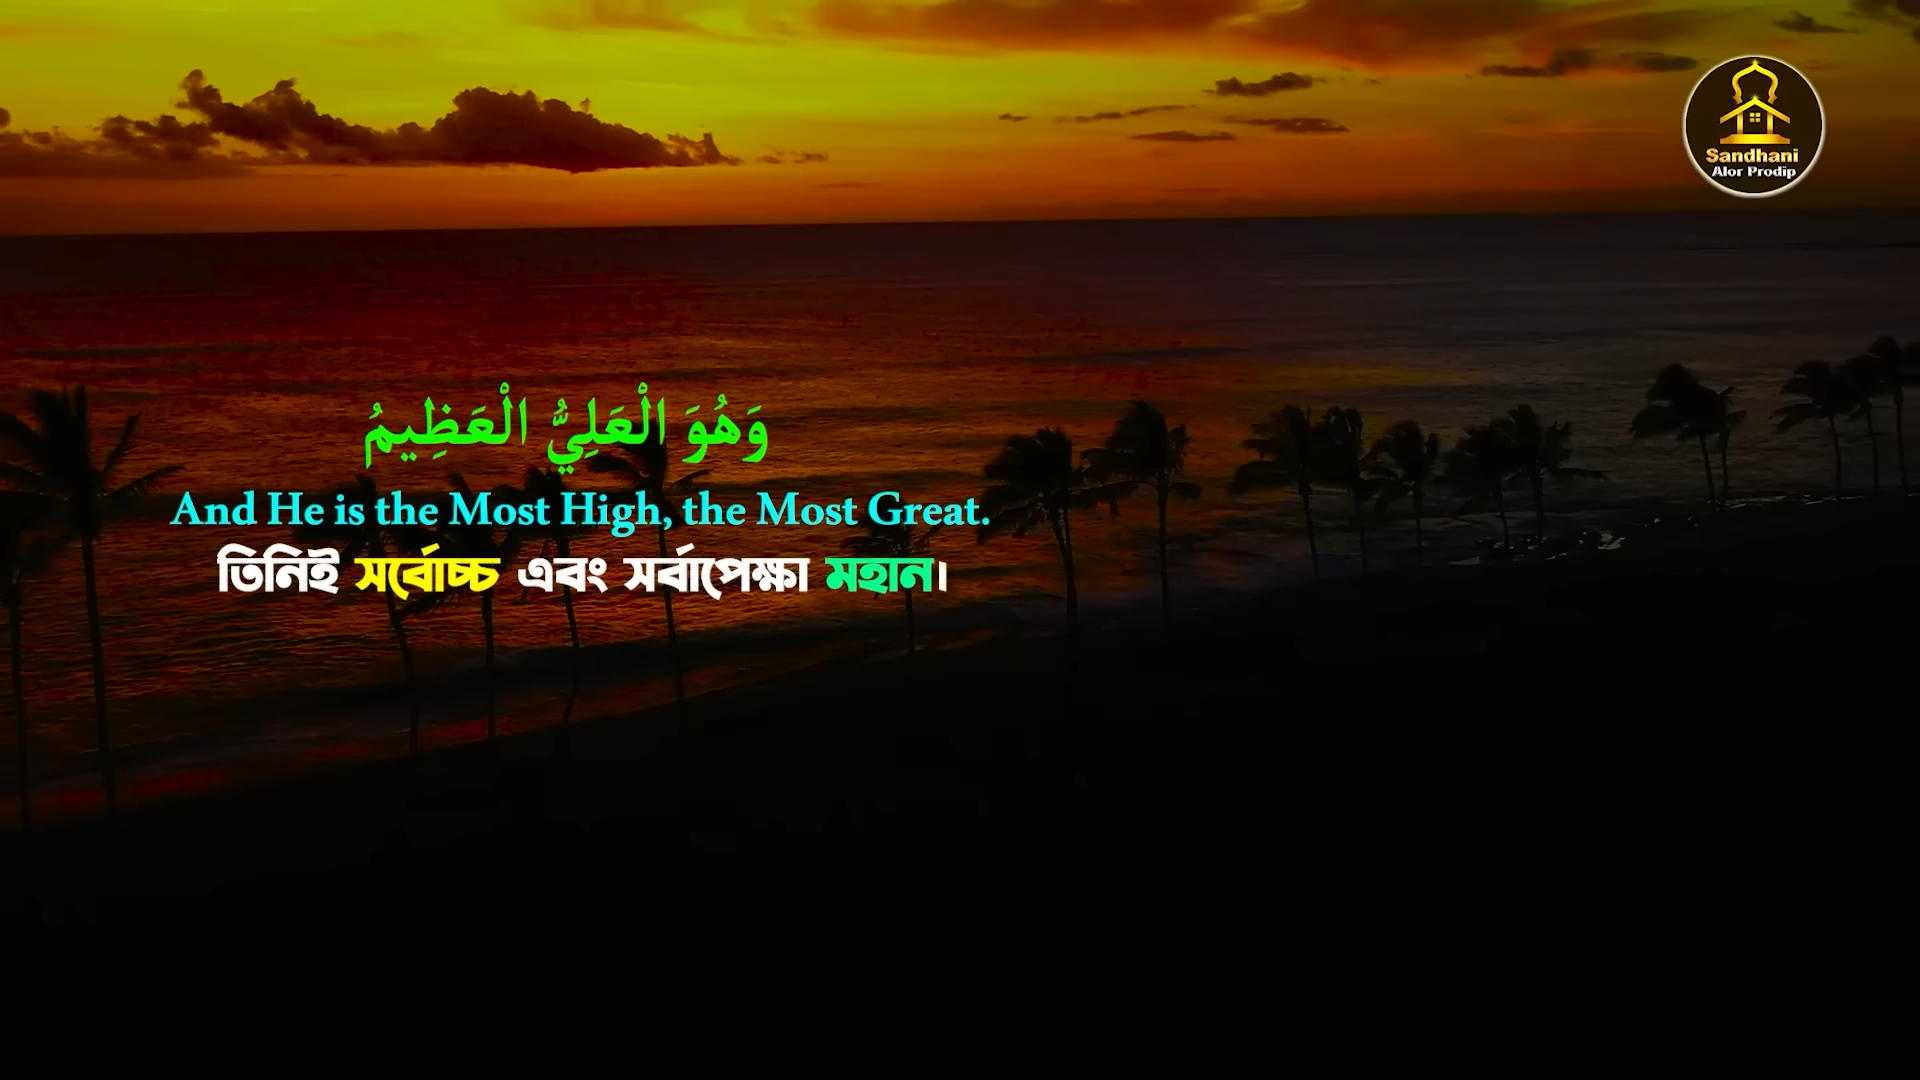 Sandhani
Alor Prodip
وَهُوَ الْعَلِيُّ الْعَظِيمُ
And He is the Most High, the Most Great.
তিনিই সর্বোচ্চ এবং সর্বাপেক্ষা মহান।